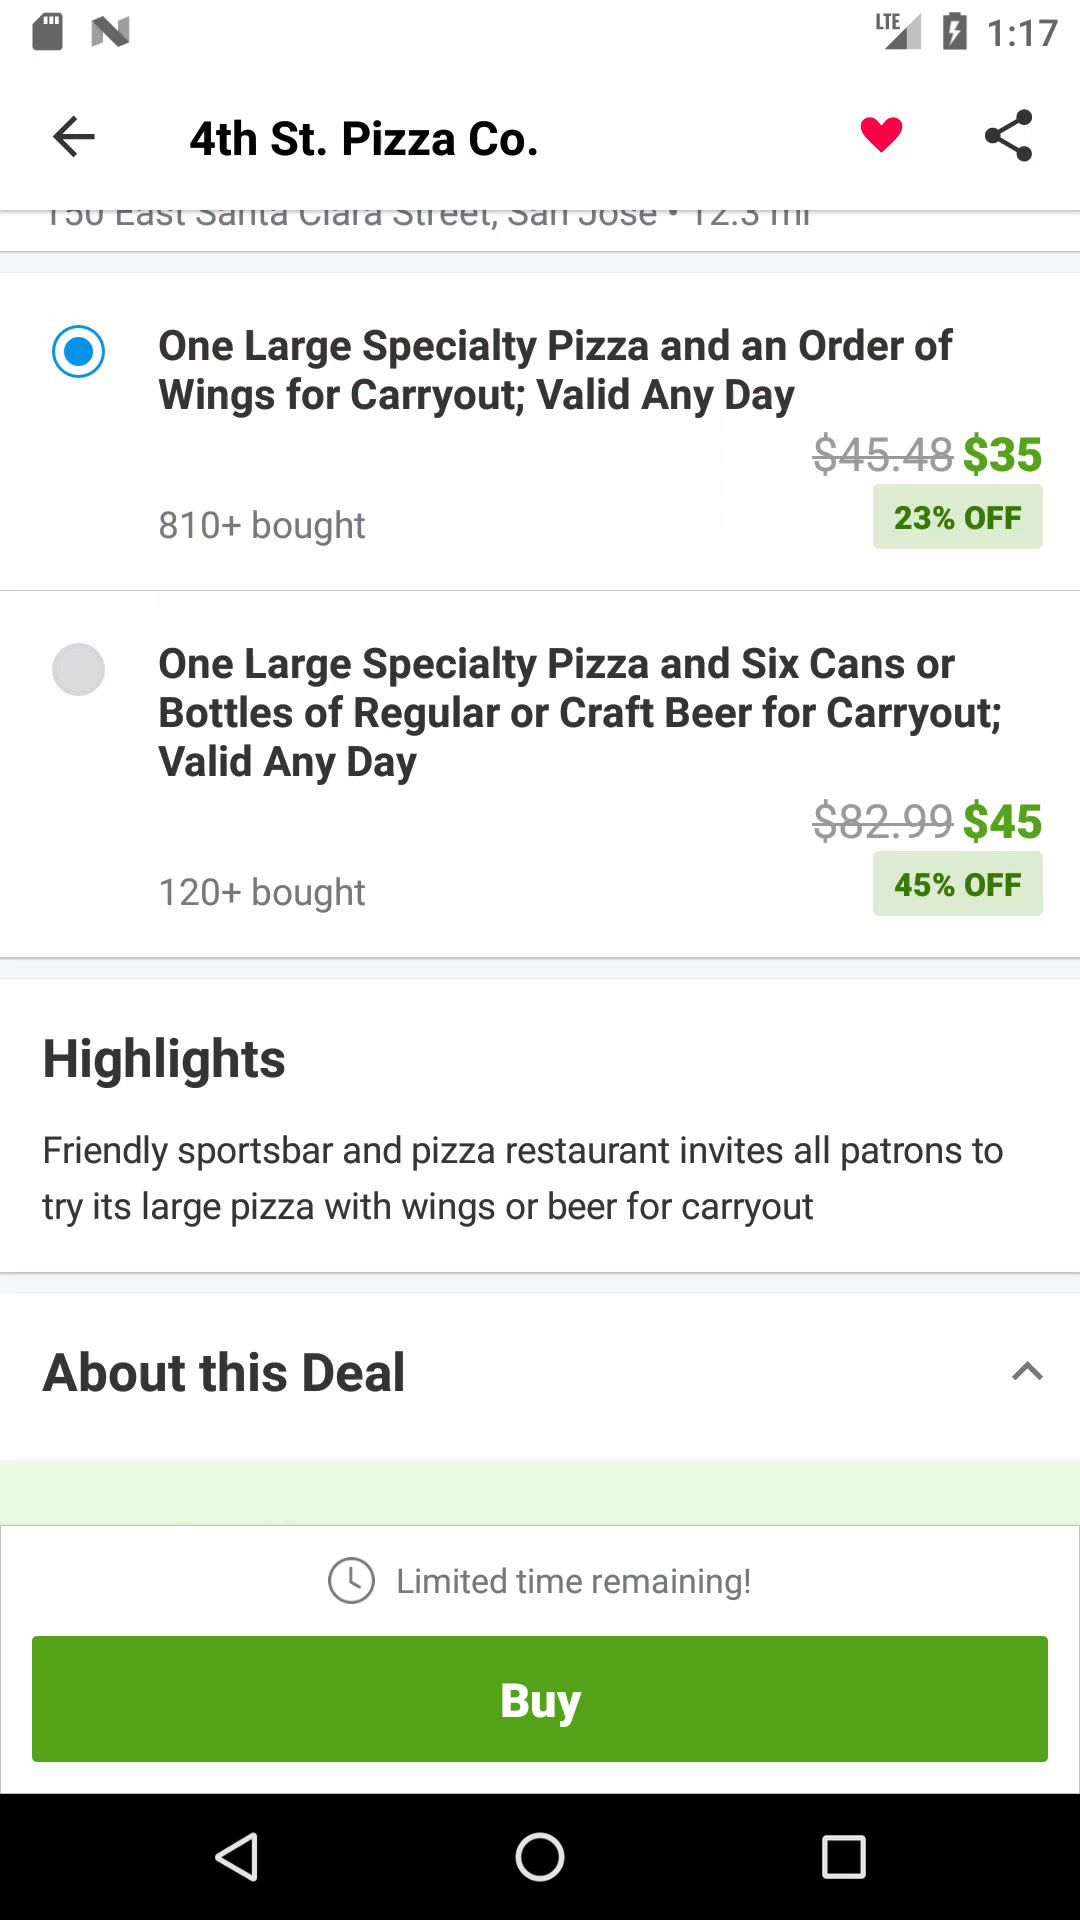 LTE 1:17
4th St. Pizza Co.
150 East Santa Clara Street, San Jose • 12.3 mi
One Large Specialty Pizza and an Order of
Wings for Carryout; Valid Any Day
$45.48 $35
810+ bought
23% OFF
One Large Specialty Pizza and Six Cans or
Bottles of Regular or Craft Beer for Carryout;
Valid Any Day
$82.99 $45
120+ bought
45% OFF
Highlights
Friendly sportsbar and pizza restaurant invites all patrons to
try its large pizza with wings or beer for carryout
About this Deal
Limited time remaining!
Buy